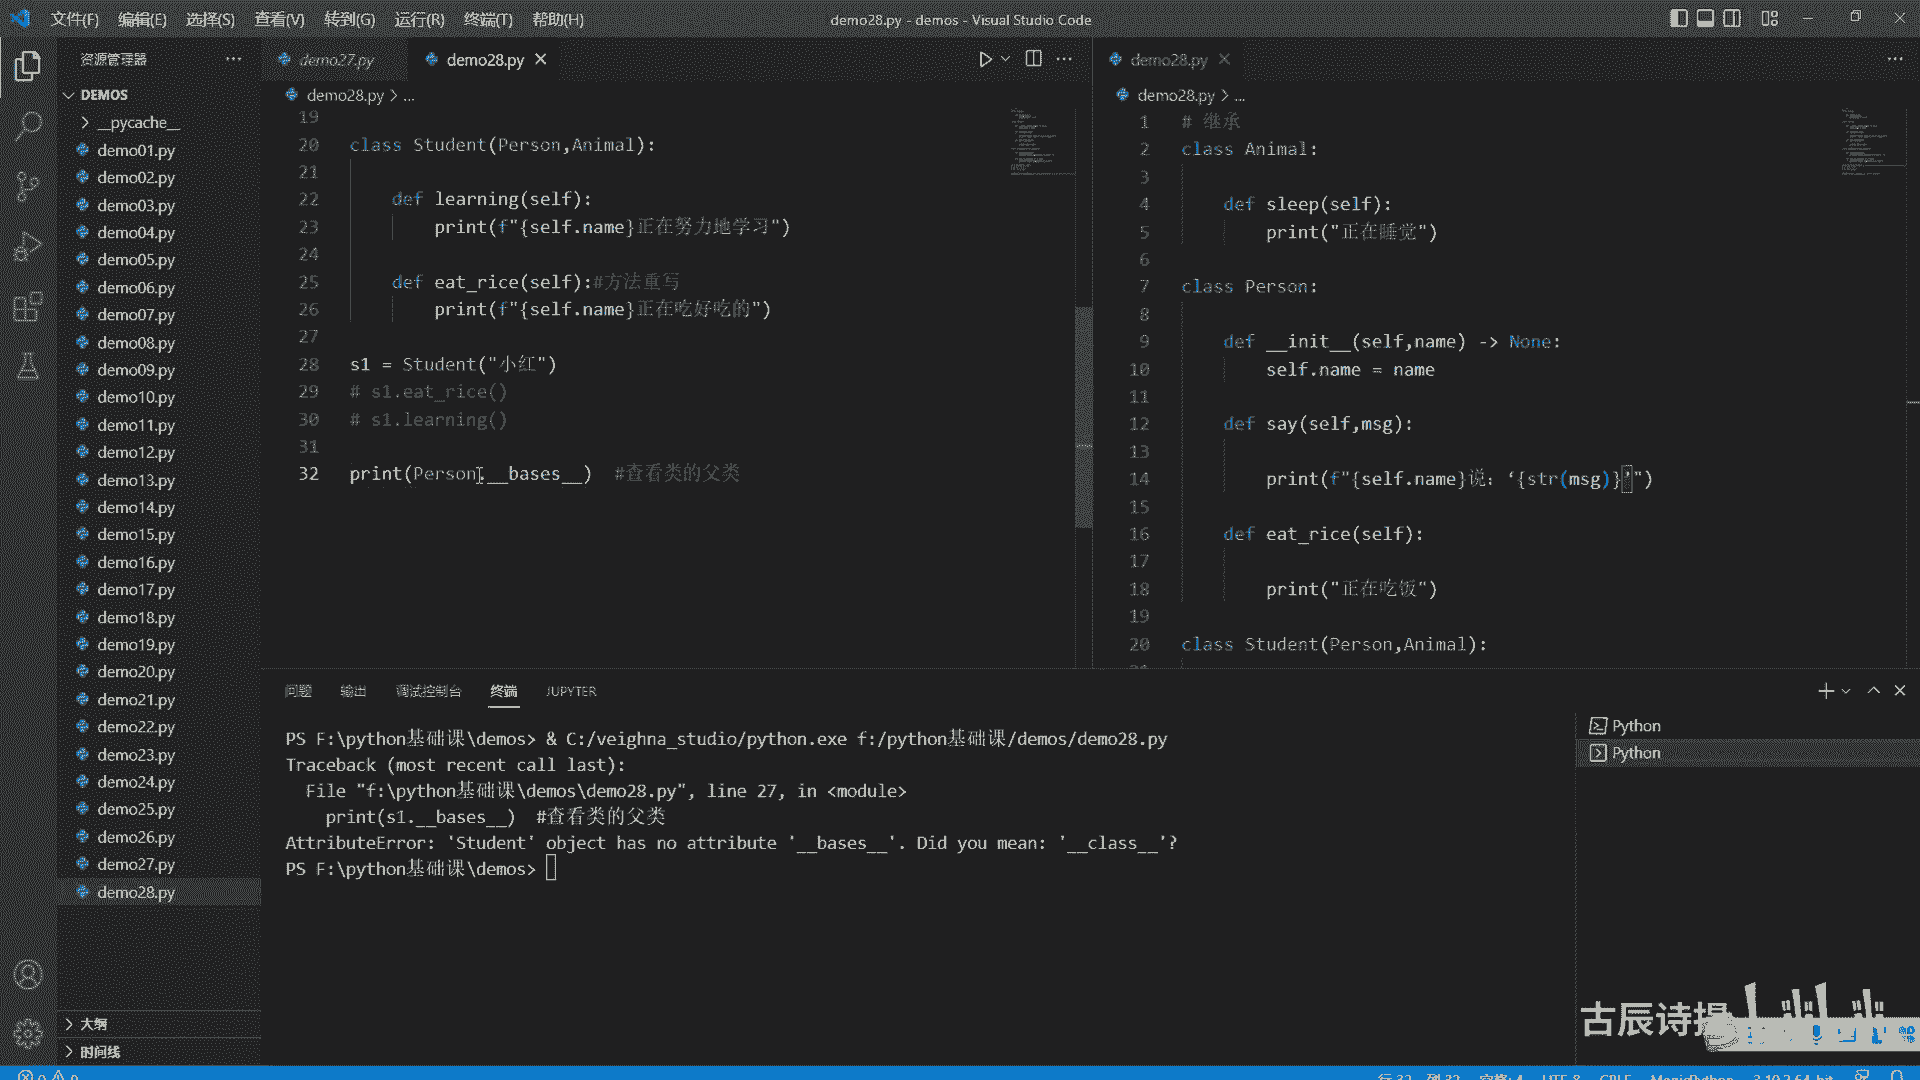 文件(F) 编辑(E) 选择(S) 查看(V) 转到(G) 运行(R) 终端(T) 帮助(H)
demo28.py - demos - Visual Studio Code
资源管理器
DEMOS
__pycache__
demo01.py
demo02.py
demo03.py
demo04.py
demo05.py
demo06.py
demo07.py
demo08.py
demo09.py
demo10.py
demo11.py
demo12.py
demo13.py
demo14.py
demo15.py
demo16.py
demo17.py
demo18.py
demo19.py
demo20.py
demo21.py
demo22.py
demo23.py
demo24.py
demo25.py
demo26.py
demo27.py
demo28.py
大纲
时间线
demo27.py
demo28.py
demo28.py > ...
19
20 class Student(Person,Animal):
21
22 def learning(self):
23 print(f"{self.name}正在努力地学习")
24
25 def eat_rice(self):#方法重写
26 print(f"{self.name}正在吃好吃的")
27
28 s1 = Student("小红")
29 # s1.eat_rice()
30 # s1.learning()
31
32 print(Person.__bases__) #查看类的父类
demo28.py
demo28.py > ...
1 # 继承
2 class Animal:
3
4 def sleep(self):
5 print("正在睡觉")
6
7 class Person:
8
9 def __init__(self,name) -> None:
10 self.name = name
11
12 def say(self,msg):
13
14 print(f"{self.name}说：‘{str(msg)}’")
15
16 def eat_rice(self):
17
18 print("正在吃饭")
19
20 class Student(Person,Animal):
问题 输出 调试控制台 终端 JUPYTER
PS F:\python基础课\demos> & C:/veighna_studio/python.exe f:/python基础课/demos/demo28.py
Traceback (most recent call last):
File "f:\python基础课\demos\demo28.py", line 27, in <module>
print(s1.__bases__) #查看类的父类
AttributeError: 'Student' object has no attribute '__bases__'. Did you mean: '__class__'?
PS F:\python基础课\demos>
Python
Python
古辰诗